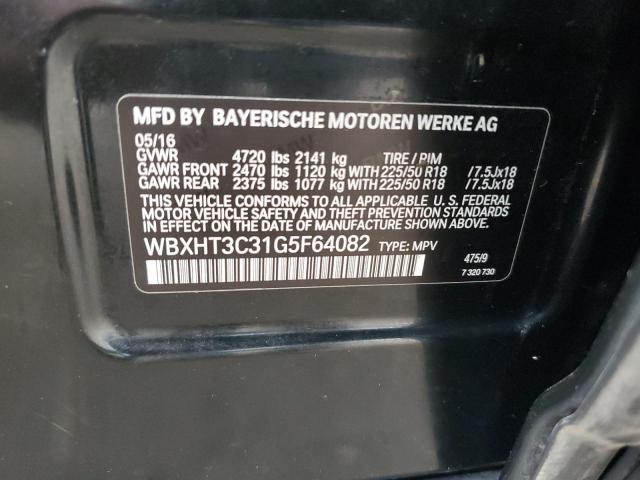 MFD BY BAYERISCHE MOTOREN WERKE AG
05/16
GVWR 4720 lbs 2141 kg TIRE / PIM
GAWR FRONT 2470 lbs 1120 kg WITH 225/50 R18 /7.5Jx18
GAWR REAR 2375 lbs 1077 kg WITH 225/50 R18 /7.5Jx18
THIS VEHICLE CONFORMS TO ALL APPLICABLE U. S. FEDERAL
MOTOR VEHICLE SAFETY AND THEFT PREVENTION STANDARDS
IN EFFECT ON THE DATE OF MANUFACTURE SHOWN ABOVE.
WBXHT3C31G5F64082 TYPE: MPV
475/9
7 320 730